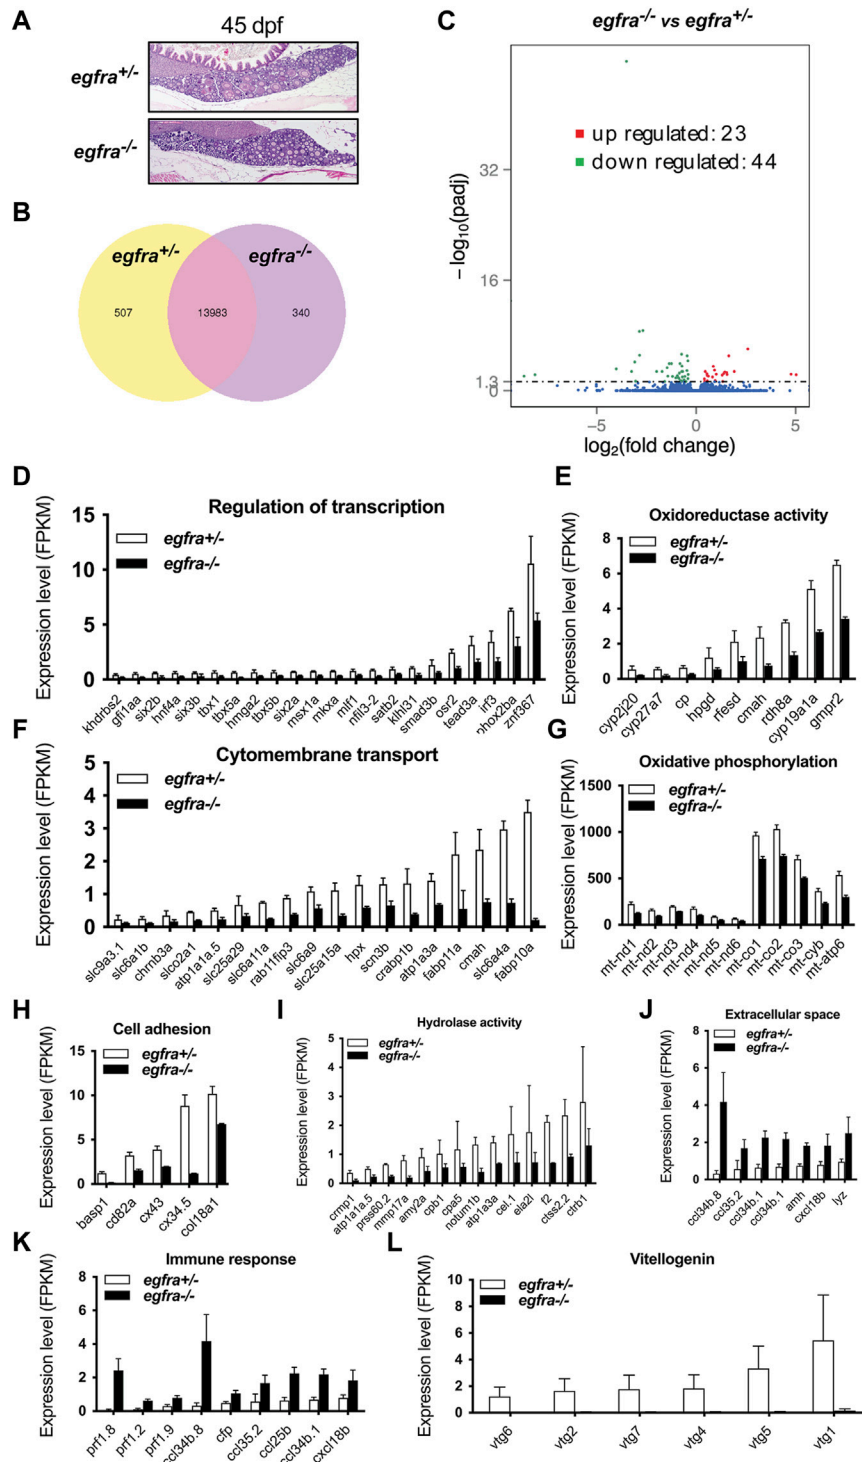 A
45 dpf
egfra+/-
egfra-/-
B
egfra+/-
egfra-/-
507
13983
340
C
egfra-/- vs egfra+/-
up regulated: 23
down regulated: 44
−log10(padj)
32
16
1.3
0
−5
0
5
log2(fold change)
D
Regulation of transcription
egfra+/-
egfra-/-
Expression level (FPKM)
15
10
5
0
khdrbs2
gfi1aa
six2b
hnf4a
six3b
tbx1
tbx5a
hmga2
tbx5b
six2a
msx1a
mkxa
mlf1
nfil3-2
satb2
klhl31
smad3b
osr2
tead3a
irf3
phox2ba
znf367
E
Oxidoreductase activity
egfra+/-
egfra-/-
Expression level (FPKM)
8
6
4
2
0
cyp2j20
cyp27a7
cp
hpgd
rfesd
cmah
rdh8a
cyp19a1a
gmpr2
F
Cytomembrane transport
egfra+/-
egfra-/-
Expression level (FPKM)
5
4
3
2
1
0
slc9a3.1
slc6a1b
chrnb3a
slco2a1
atp1a1a.5
slc25a29
slc6a11a
rab11fip3
slc6a9
slc25a15a
hpx
scn3b
crabp1b
atp1a3a
fabp11a
cmah
slc6a4a
fabp10a
G
Oxidative phosphorylation
egfra+/-
egfra-/-
Expression level (FPKM)
1500
1000
500
0
mt-nd1
mt-nd2
mt-nd3
mt-nd4
mt-nd5
mt-nd6
mt-co1
mt-co2
mt-co3
mt-cyb
mt-atp6
H
Cell adhesion
egfra+/-
egfra-/-
Expression level (FPKM)
15
10
5
0
basp1
cd82a
cx43
cx34.5
col18a1
I
Hydrolase activity
egfra+/-
egfra-/-
Expression level (FPKM)
5
4
3
2
1
0
crmp1
atp1a1a.5
prss60.2
mmp17a
amy2a
cpb1
cpa5
notum1b
atp1a3a
cel.1
ela2l
f2
ctss2.2
ctrb1
J
Extracellular space
egfra+/-
egfra-/-
Expression level (FPKM)
8
6
4
2
0
ccl34b.8
ccl35.2
ccl34b.1
ccl34b.1
amh
cxcl18b
lyz
K
Immune response
egfra+/-
egfra-/-
Expression level (FPKM)
8
6
4
2
0
prf1.8
prf1.2
prf1.9
ccl34b.8
cfp
ccl35.2
ccl25b
ccl34b.1
cxcl18b
L
Vitellogenin
egfra+/-
egfra-/-
Expression level (FPKM)
10
8
6
4
2
0
vtg6
vtg2
vtg7
vtg4
vtg5
vtg1